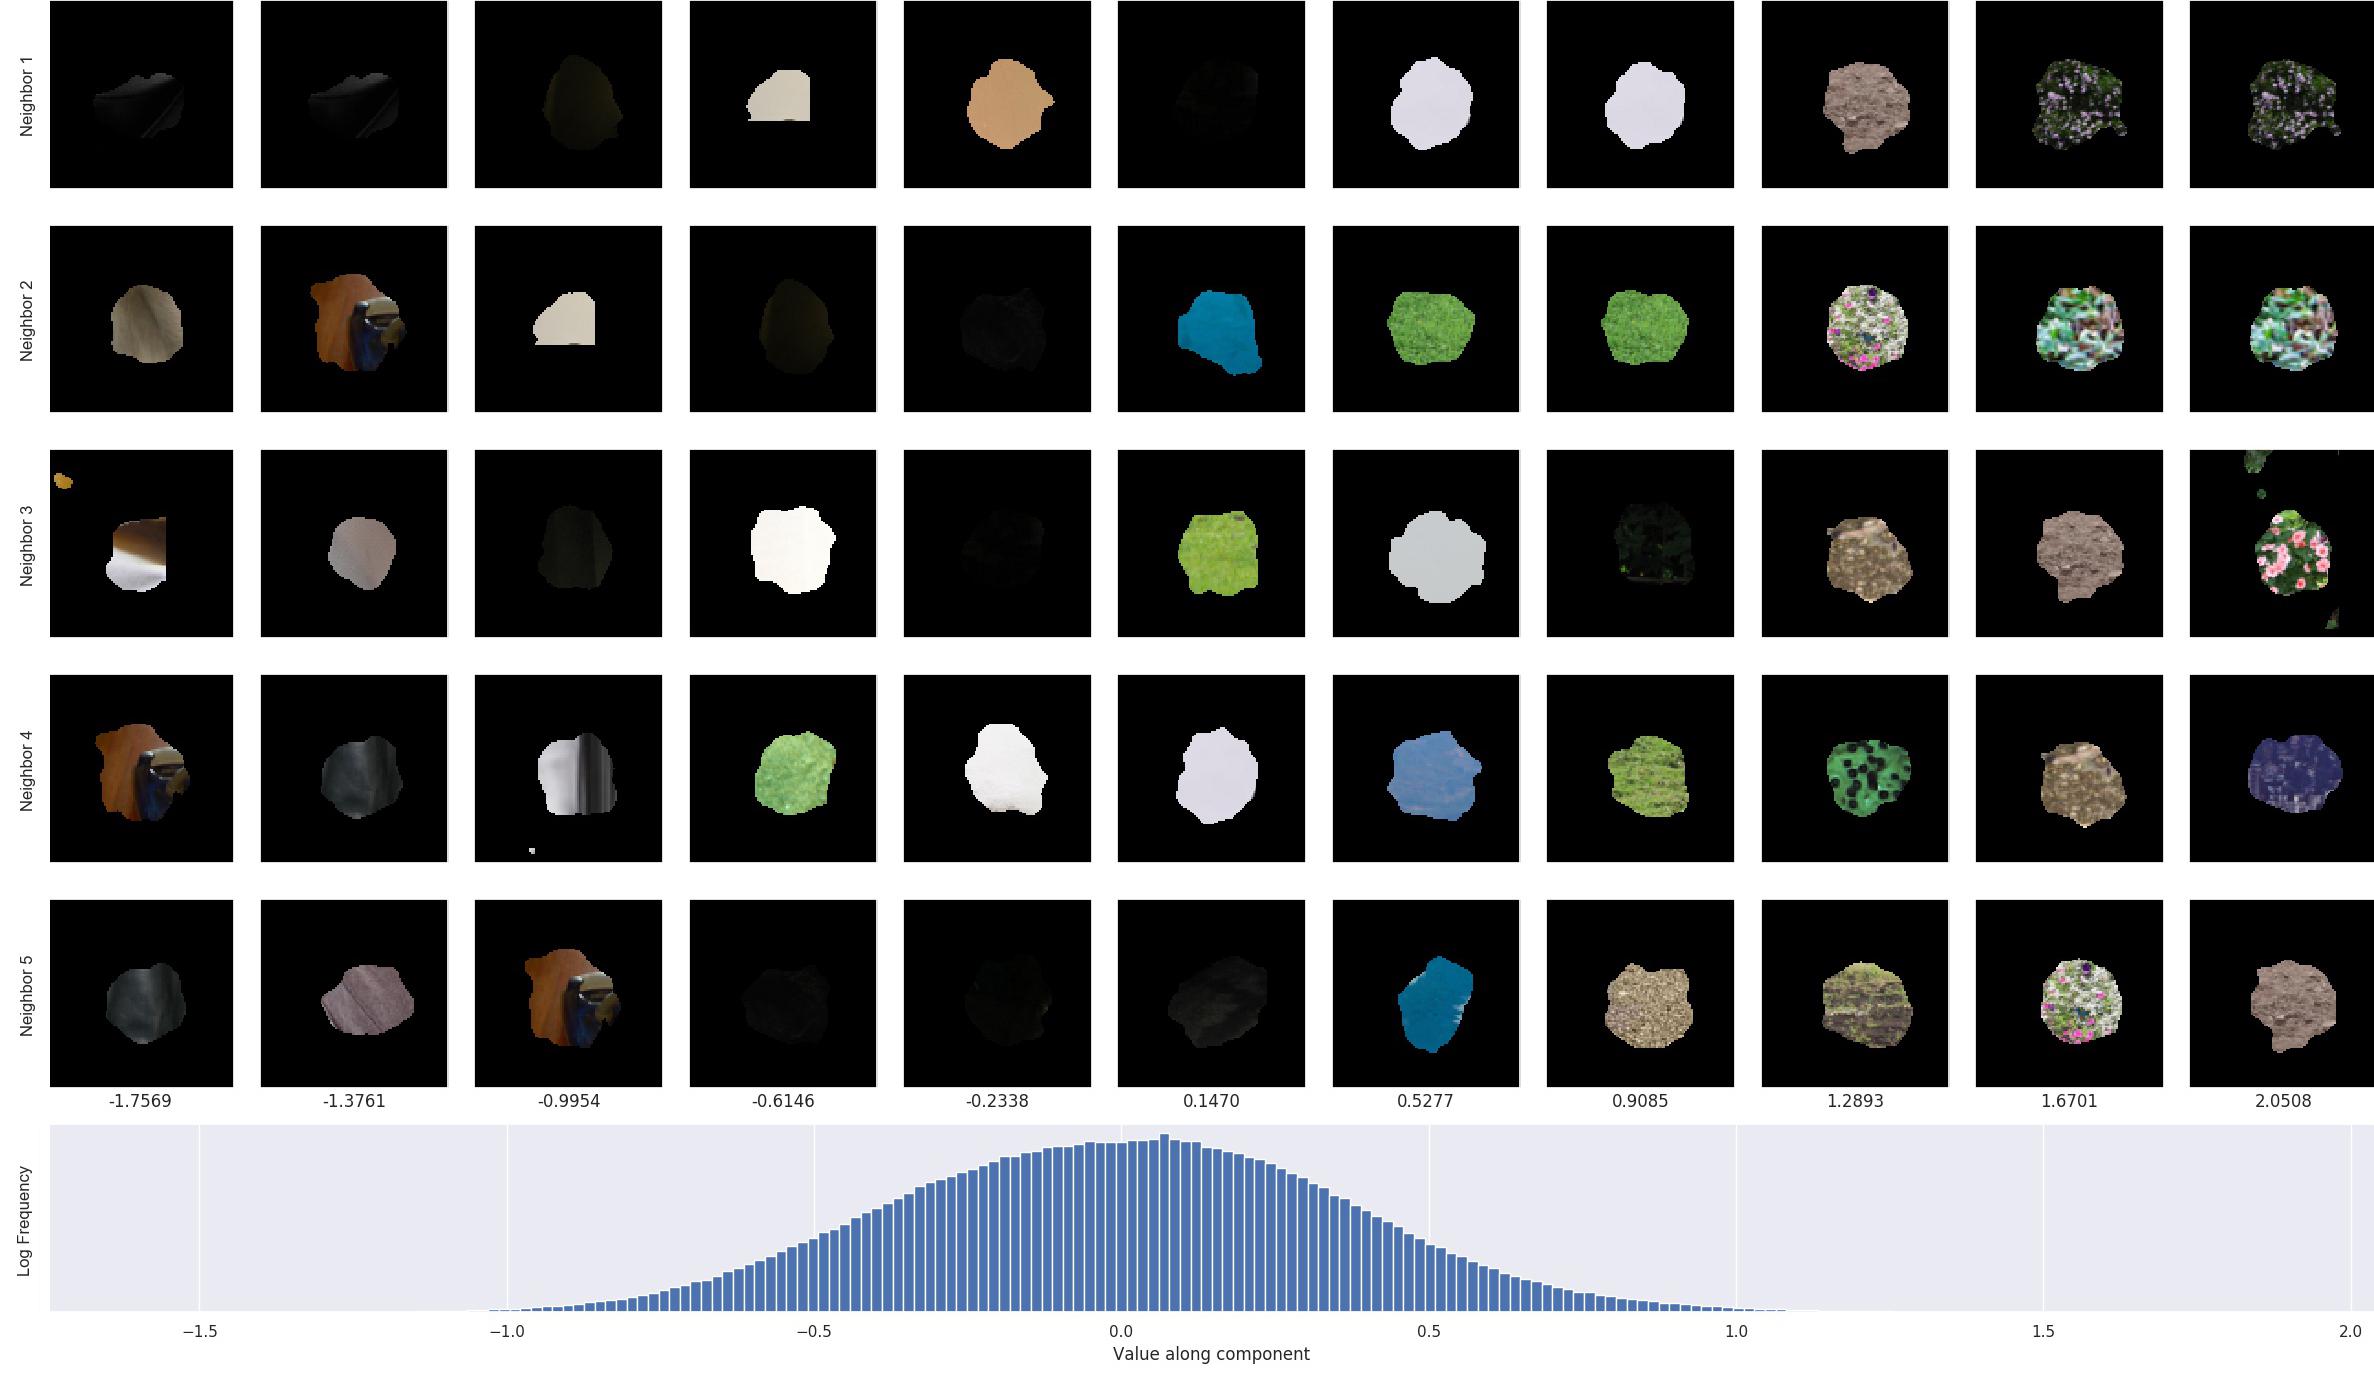 Neighbor 1
Neighbor 2
Neighbor 3
Neighbor 4
Neighbor 5
-1.7569 -1.3761 -0.9954 -0.6146 -0.2338 0.1470 0.5277 0.9085 1.2893 1.6701 2.0508
Log Frequency
−1.5 −1.0 −0.5 0.0 0.5 1.0 1.5 2.0
Value along component